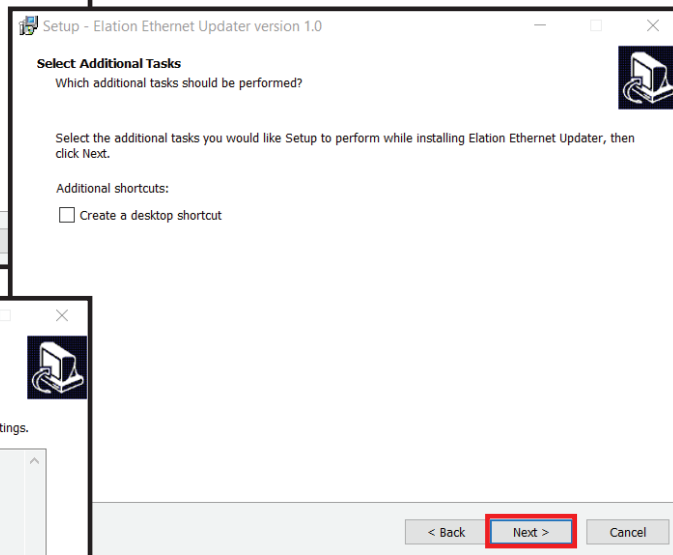 Setup - Elation Ethernet Updater version 1.0
Select Additional Tasks
Which additional tasks should be performed?
Select the additional tasks you would like Setup to perform while installing Elation Ethernet Updater, then
click Next.
Additional shortcuts:
Create a desktop shortcut
tings.
< Back
Next >
Cancel